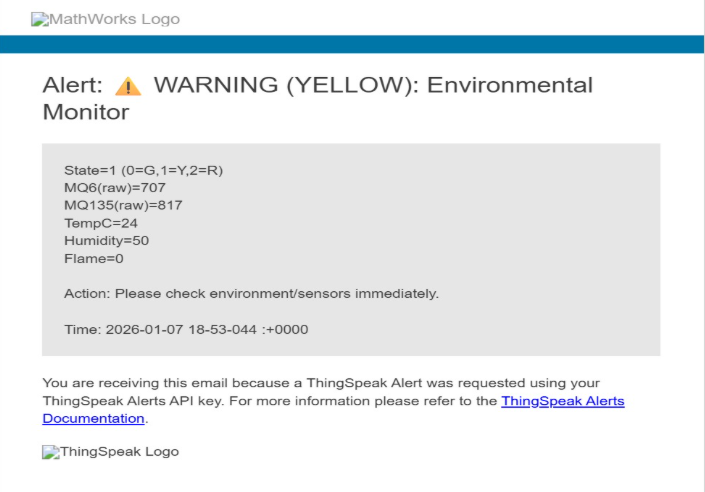 MathWorks Logo
Alert: ⚠ WARNING (YELLOW): Environmental
Monitor
State=1 (0=G,1=Y,2=R)
MQ6(raw)=707
MQ135(raw)=817
TempC=24
Humidity=50
Flame=0
Action: Please check environment/sensors immediately.
Time: 2026-01-07 18-53-044 :+0000
You are receiving this email because a ThingSpeak Alert was requested using your
ThingSpeak Alerts API key. For more information please refer to the ThingSpeak Alerts
Documentation.
ThingSpeak Logo